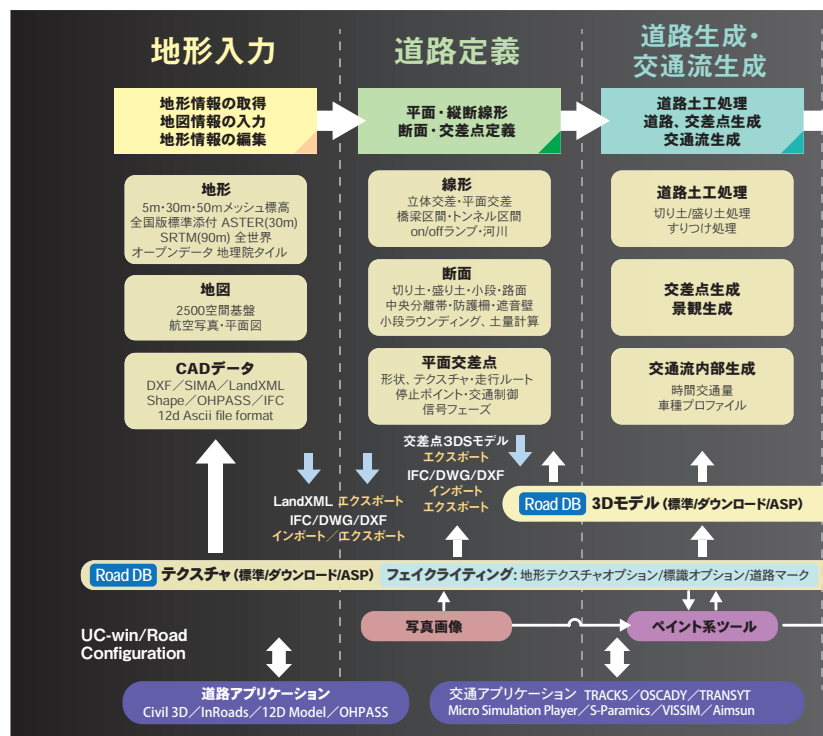 地形入力
道路定義
道路生成・
交通流生成
地形情報の取得
地図情報の入力
地形情報の編集
平面・縦断線形
断面・交差点定義
道路土工処理
道路、交差点生成
交通流生成
地形
5m・30m・50mメッシュ標高
全国版標準添付 ASTER(30m)
SRTM(90m) 全世界
オープンデータ 地理院タイル
地図
2500空間基盤
航空写真・平面図
CADデータ
DXF／SIMA／LandXML
Shape／OHPASS／IFC
12d Ascii file format
線形
立体交差・平面交差
橋梁区間・トンネル区間
on/offランプ・河川
断面
切り土・盛り土・小段・路面
中央分離帯・防護柵・遮音壁
小段ラウンディング、土量計算
平面交差点
形状、テクスチャ・走行ルート
停止ポイント・交通制御
信号フェーズ
道路土工処理
切り土/盛り土処理
すりつけ処理
交差点生成
景観生成
交通流内部生成
時間交通量
車種プロファイル
LandXML エクスポート
IFC/DWG/DXF
インポート／エクスポート
交差点3DSモデル
エクスポート
IFC/DWG/DXF
インポート
エクスポート
Road DB 3Dモデル (標準/ダウンロード/ASP)
Road DB テクスチャ (標準/ダウンロード/ASP) フェイクライティング：地形テクスチャオプション/標識オプション/道路マーク
写真画像
ペイント系ツール
UC-win/Road
Configuration
道路アプリケーション
Civil 3D／InRoads／12D Model／OHPASS
交通アプリケーション TRACKS／OSCADY／TRANSYT
Micro Simulation Player／S-Paramics／VISSIM／Aimsun